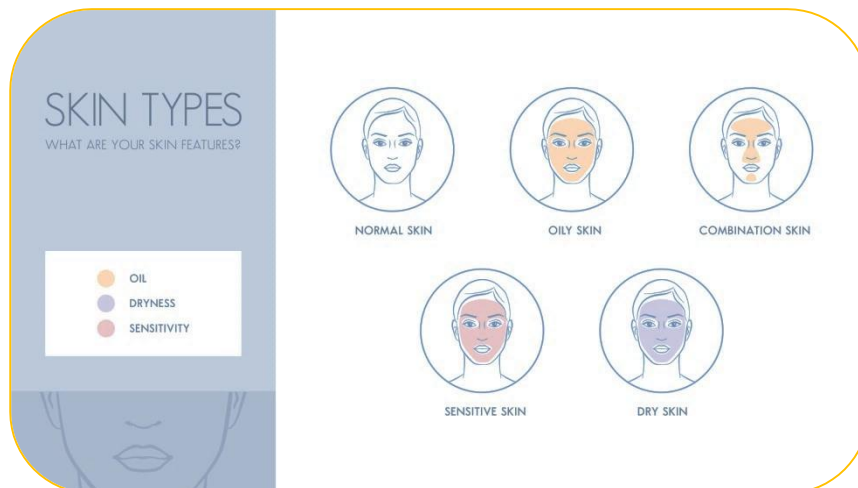 SKIN TYPES
WHAT ARE YOUR SKIN FEATURES?
OIL
DRYNESS
SENSITIVITY
NORMAL SKIN
OILY SKIN
COMBINATION SKIN
SENSITIVE SKIN
DRY SKIN